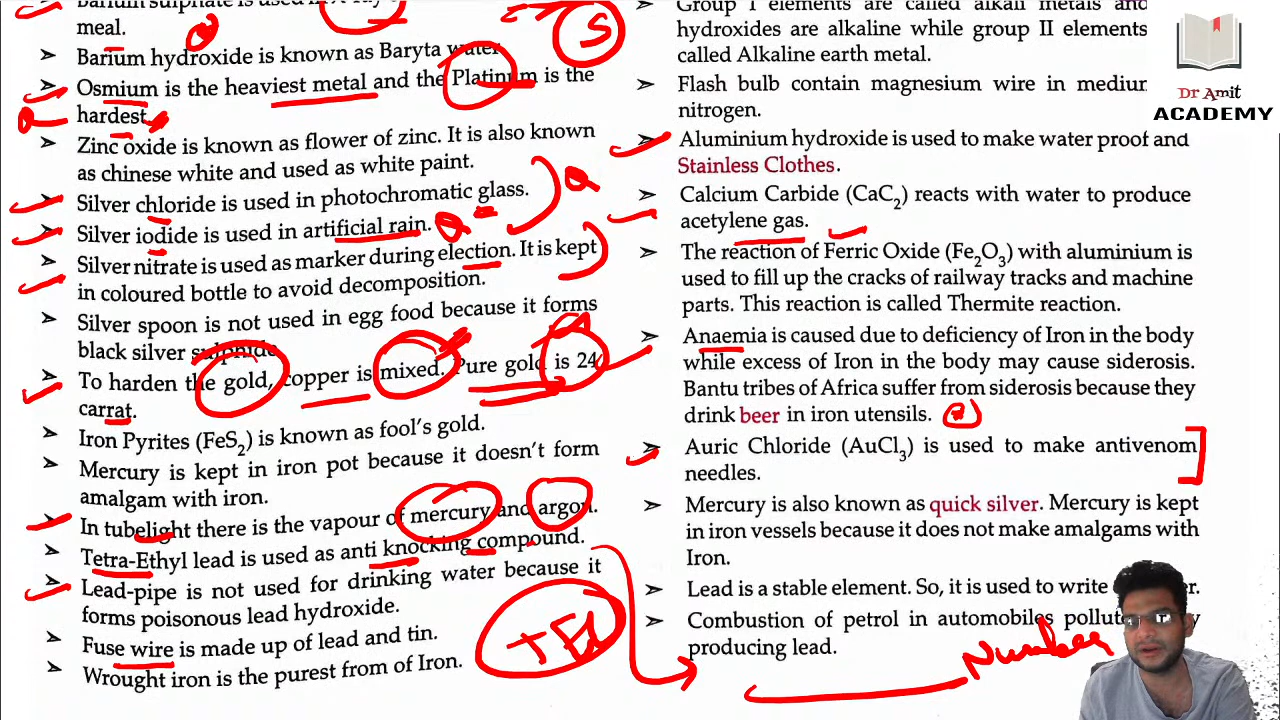 Barium sulphate is used in X-ray
meal.
Barium hydroxide is known as Baryta water
Osmium is the heaviest metal and the Platinum is the
hardest.
Zinc oxide is known as flower of zinc. It is also known
as chinese white and used as white paint.
Silver chloride is used in photochromatic glass.
Silver iodide is used in artificial rain.
Silver nitrate is used as marker during election. It is kept
in coloured bottle to avoid decomposition.
Silver spoon is not used in egg food because it forms
black silver sulphide
To harden the gold, copper is mixed. Pure gold is 24
carrat.
Iron Pyrites (FeS₂) is known as fool's gold.
Mercury is kept in iron pot because it doesn't form
amalgam with iron.
In tubelight there is the vapour of mercury and argon.
Tetra-Ethyl lead is used as anti knocking compound.
Lead-pipe is not used for drinking water because it
forms poisonous lead hydroxide.
Fuse wire is made up of lead and tin.
Wrought iron is the purest from of Iron.
S
TEL
Group I elements are called alkali metals and
hydroxides are alkaline while group II elements
called Alkaline earth metal.
Flash bulb contain magnesium wire in medium
nitrogen.
Aluminium hydroxide is used to make water proof and
Stainless Clothes.
Calcium Carbide (CaC₂) reacts with water to produce
acetylene gas.
The reaction of Ferric Oxide (Fe₂O₃) with aluminium is
used to fill up the cracks of railway tracks and machine
parts. This reaction is called Thermite reaction.
Anaemia is caused due to deficiency of Iron in the body
while excess of Iron in the body may cause siderosis.
Bantu tribes of Africa suffer from siderosis because they
drink beer in iron utensils.
Auric Chloride (AuCl₃) is used to make antivenom
needles.
Mercury is also known as quick silver. Mercury is kept
in iron vessels because it does not make amalgams with
Iron.
Lead is a stable element. So, it is used to write
Combustion of petrol in automobiles
producing lead.
Number
Dr Amit
ACADEMY